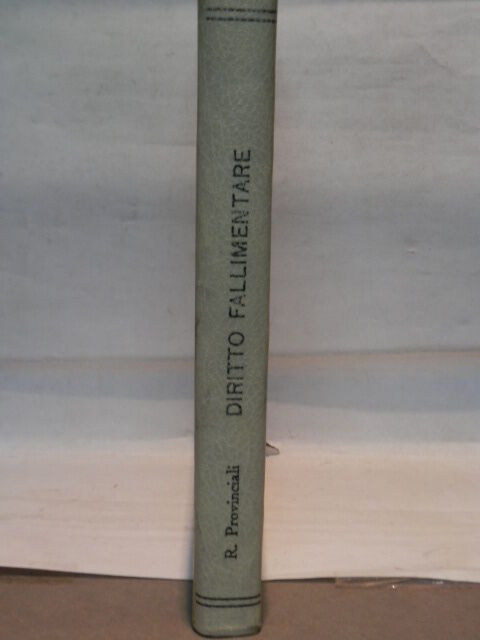 R. Provinciali
DIRITTO FALLIMENTARE